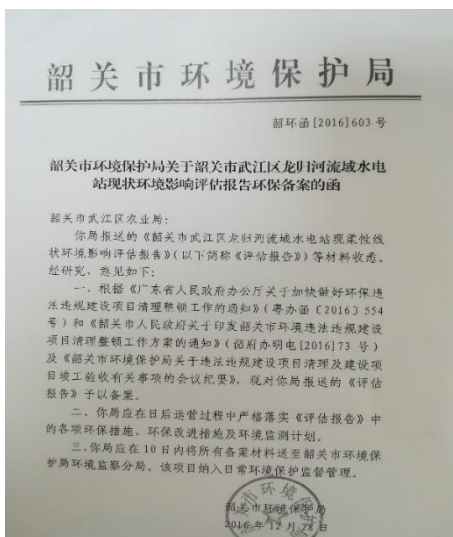 韶关市环境保护局
韶环函[2016]603号
韶关市环境保护局关于韶关市武江区龙归河流域水电
站现状环境影响评估报告环保备案的函
韶关市武江区农业局：
你局报送的《韶关市武江区龙归河流域水电站现柔性线
状环境影响评估报告》（以下简称《评估报告》）等材料收悉。
经研究，意见如下：
一、根据《广东省人民政府办公厅关于加快做好环保违
法违规建设项目清理整顿工作的通知》（粤办函〔2016〕554
号）和《韶关市人民政府关于印发韶关市环境违法违规建设
项目清理整顿工作方案的通知》（韶府办明电[2016]73 号）
及《韶关市环境保护局关于违法违规建设项目清理及建设项
目竣工验收有关事项的会议纪要》，现对你局报送的《评估
报告》予以备案。
二、你局应在日后运营过程中严格落实《评估报告》中
的各项环保措施、环保改进措施及环境监测计划。
三、你局应在10日内将所有备案材料送至韶关市环境保
护局环境监察分局。该项目纳入日常环境保护监督管理。
韶关市环境保护局
2016年12月28日